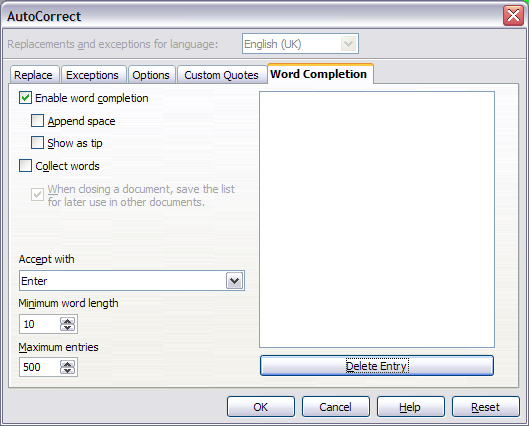 AutoCorrect
Replacements and exceptions for language: English (UK)
Replace Exceptions Options Custom Quotes Word Completion
Enable word completion
Append space
Show as tip
Collect words
When closing a document, save the list
for later use in other documents.
Accept with
Enter
Minimum word length
10
Maximum entries
500
Delete Entry
OK Cancel Help Reset